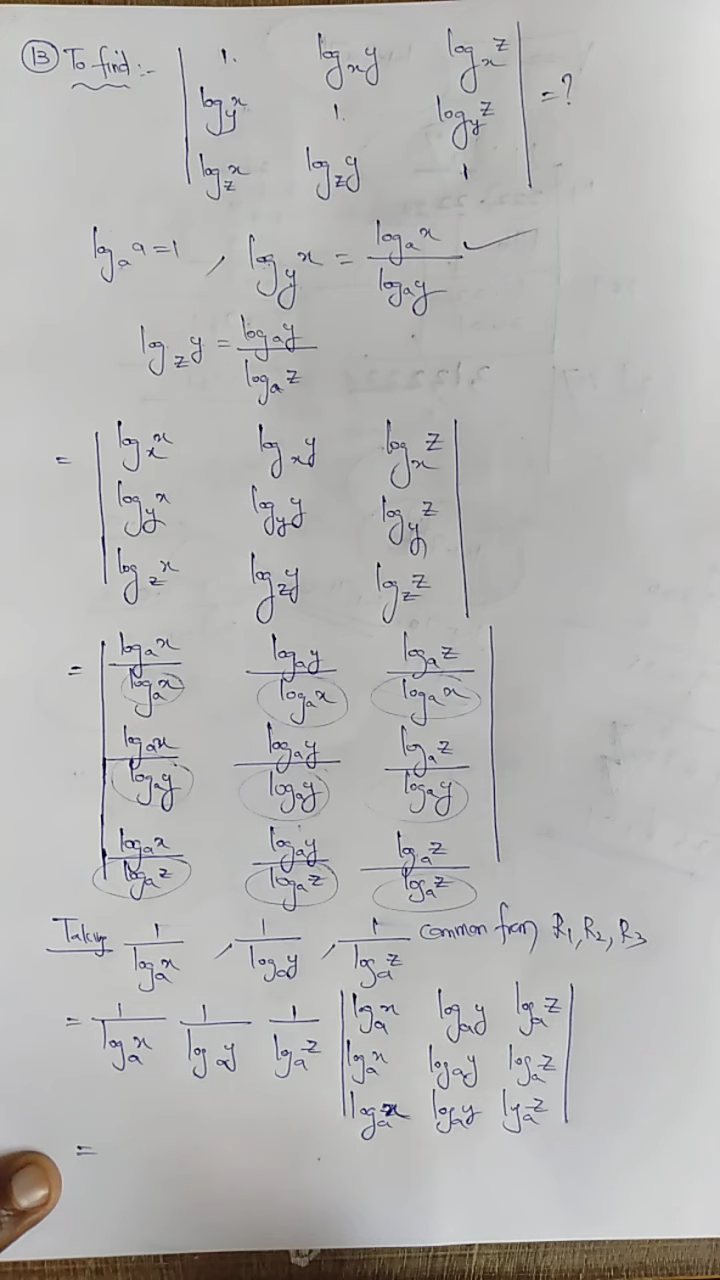 (13) To find :- | 1. log_x y log_x z |
| log_y x 1. log_y z | = ?
| log_z x log_z y 1 |
log_a a = 1 , log_y x = log_a x / log_a y ✓
log_z y = log_a y / log_a z
= | log_x x log_x y log_x z |
| log_y x log_y y log_y z |
| log_z x log_z y log_z z |
= | log_a x / log_a x log_a y / log_a x log_a z / log_a x |
| log_a x / log_a y log_a y / log_a y log_a z / log_a y |
| log_a x / log_a z log_a y / log_a z log_a z / log_a z |
Taking 1 / log_a x , 1 / log_a y , 1 / log_a z common from R1, R2, R3
= 1 / log_a x 1 / log_a y 1 / log_a z | log_a x log_a y log_a z |
| log_a x log_a y log_a z |
| log_a x log_a y log_a z |
=